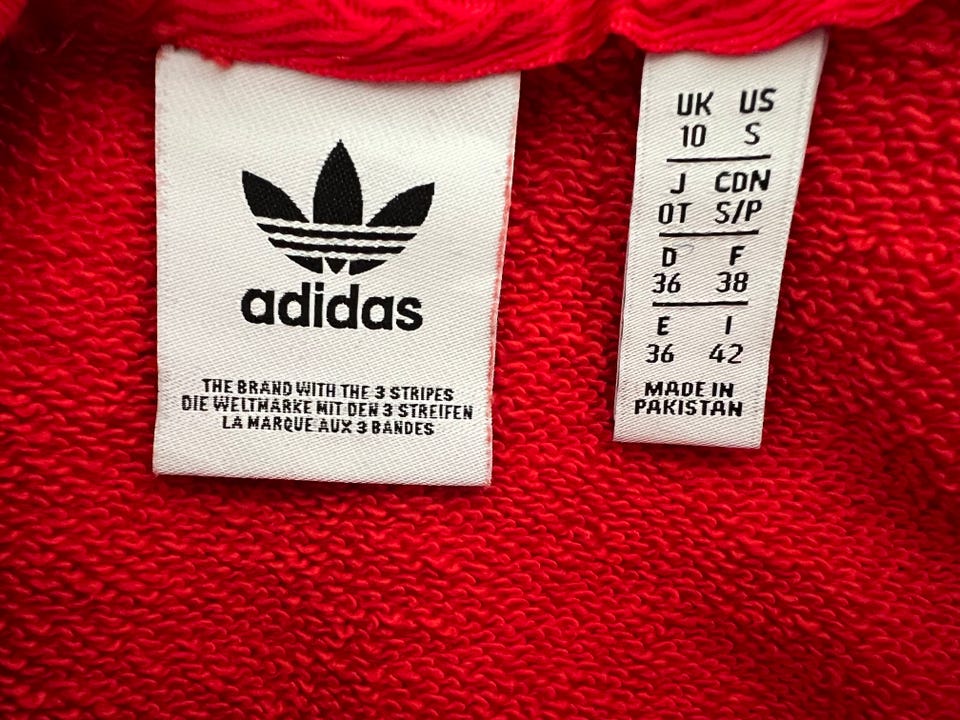 adidas
THE BRAND WITH THE 3 STRIPES
DIE WELTMARKE MIT DEN 3 STREIFEN
LA MARQUE AUX 3 BANDES
UK US
10 S
J CDN
OT S/P
D F
36 38
E I
36 42
MADE IN
PAKISTAN